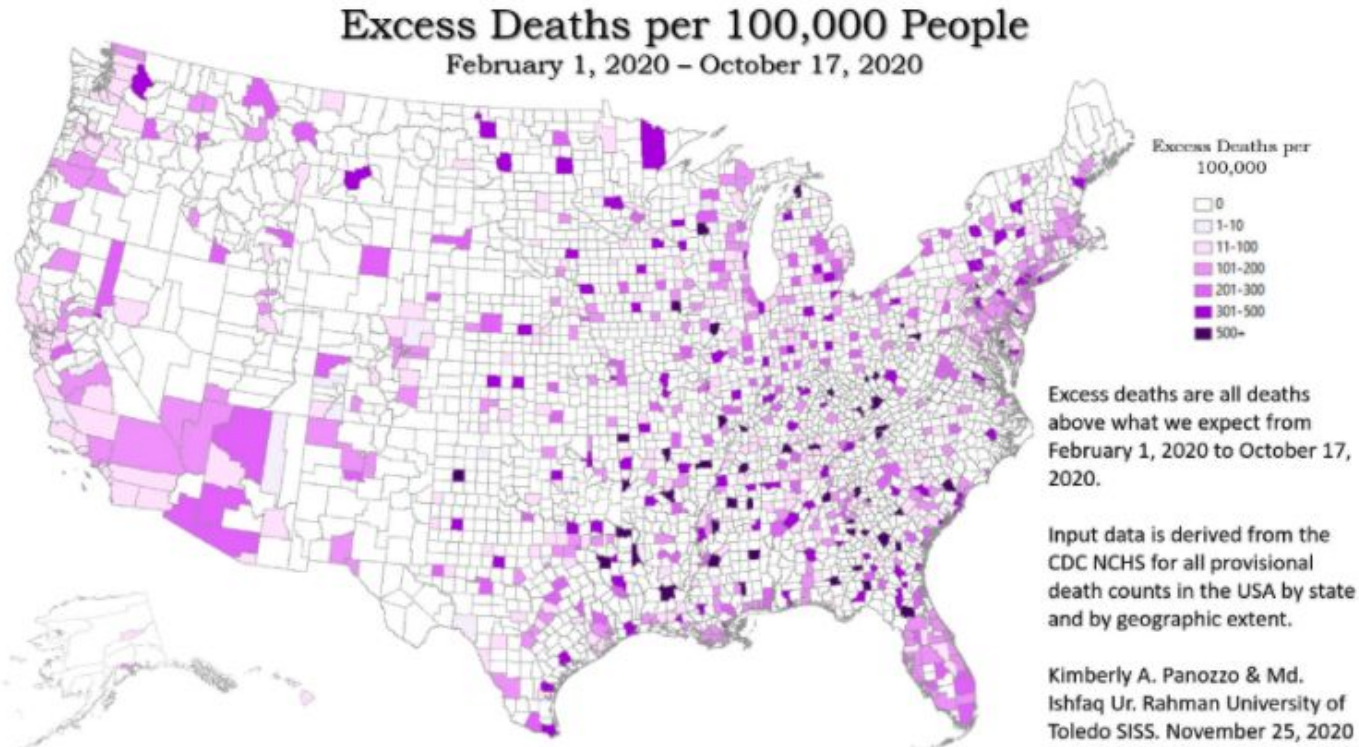 Excess Deaths per 100,000 People
February 1, 2020 – October 17, 2020
Excess Deaths per
100,000
0
1-10
11-100
101-200
201-300
301-500
500+
Excess deaths are all deaths
above what we expect from
February 1, 2020 to October 17,
2020.
Input data is derived from the
CDC NCHS for all provisional
death counts in the USA by state
and by geographic extent.
Kimberly A. Panozzo & Md.
Ishfaq Ur. Rahman University of
Toledo SISS. November 25, 2020